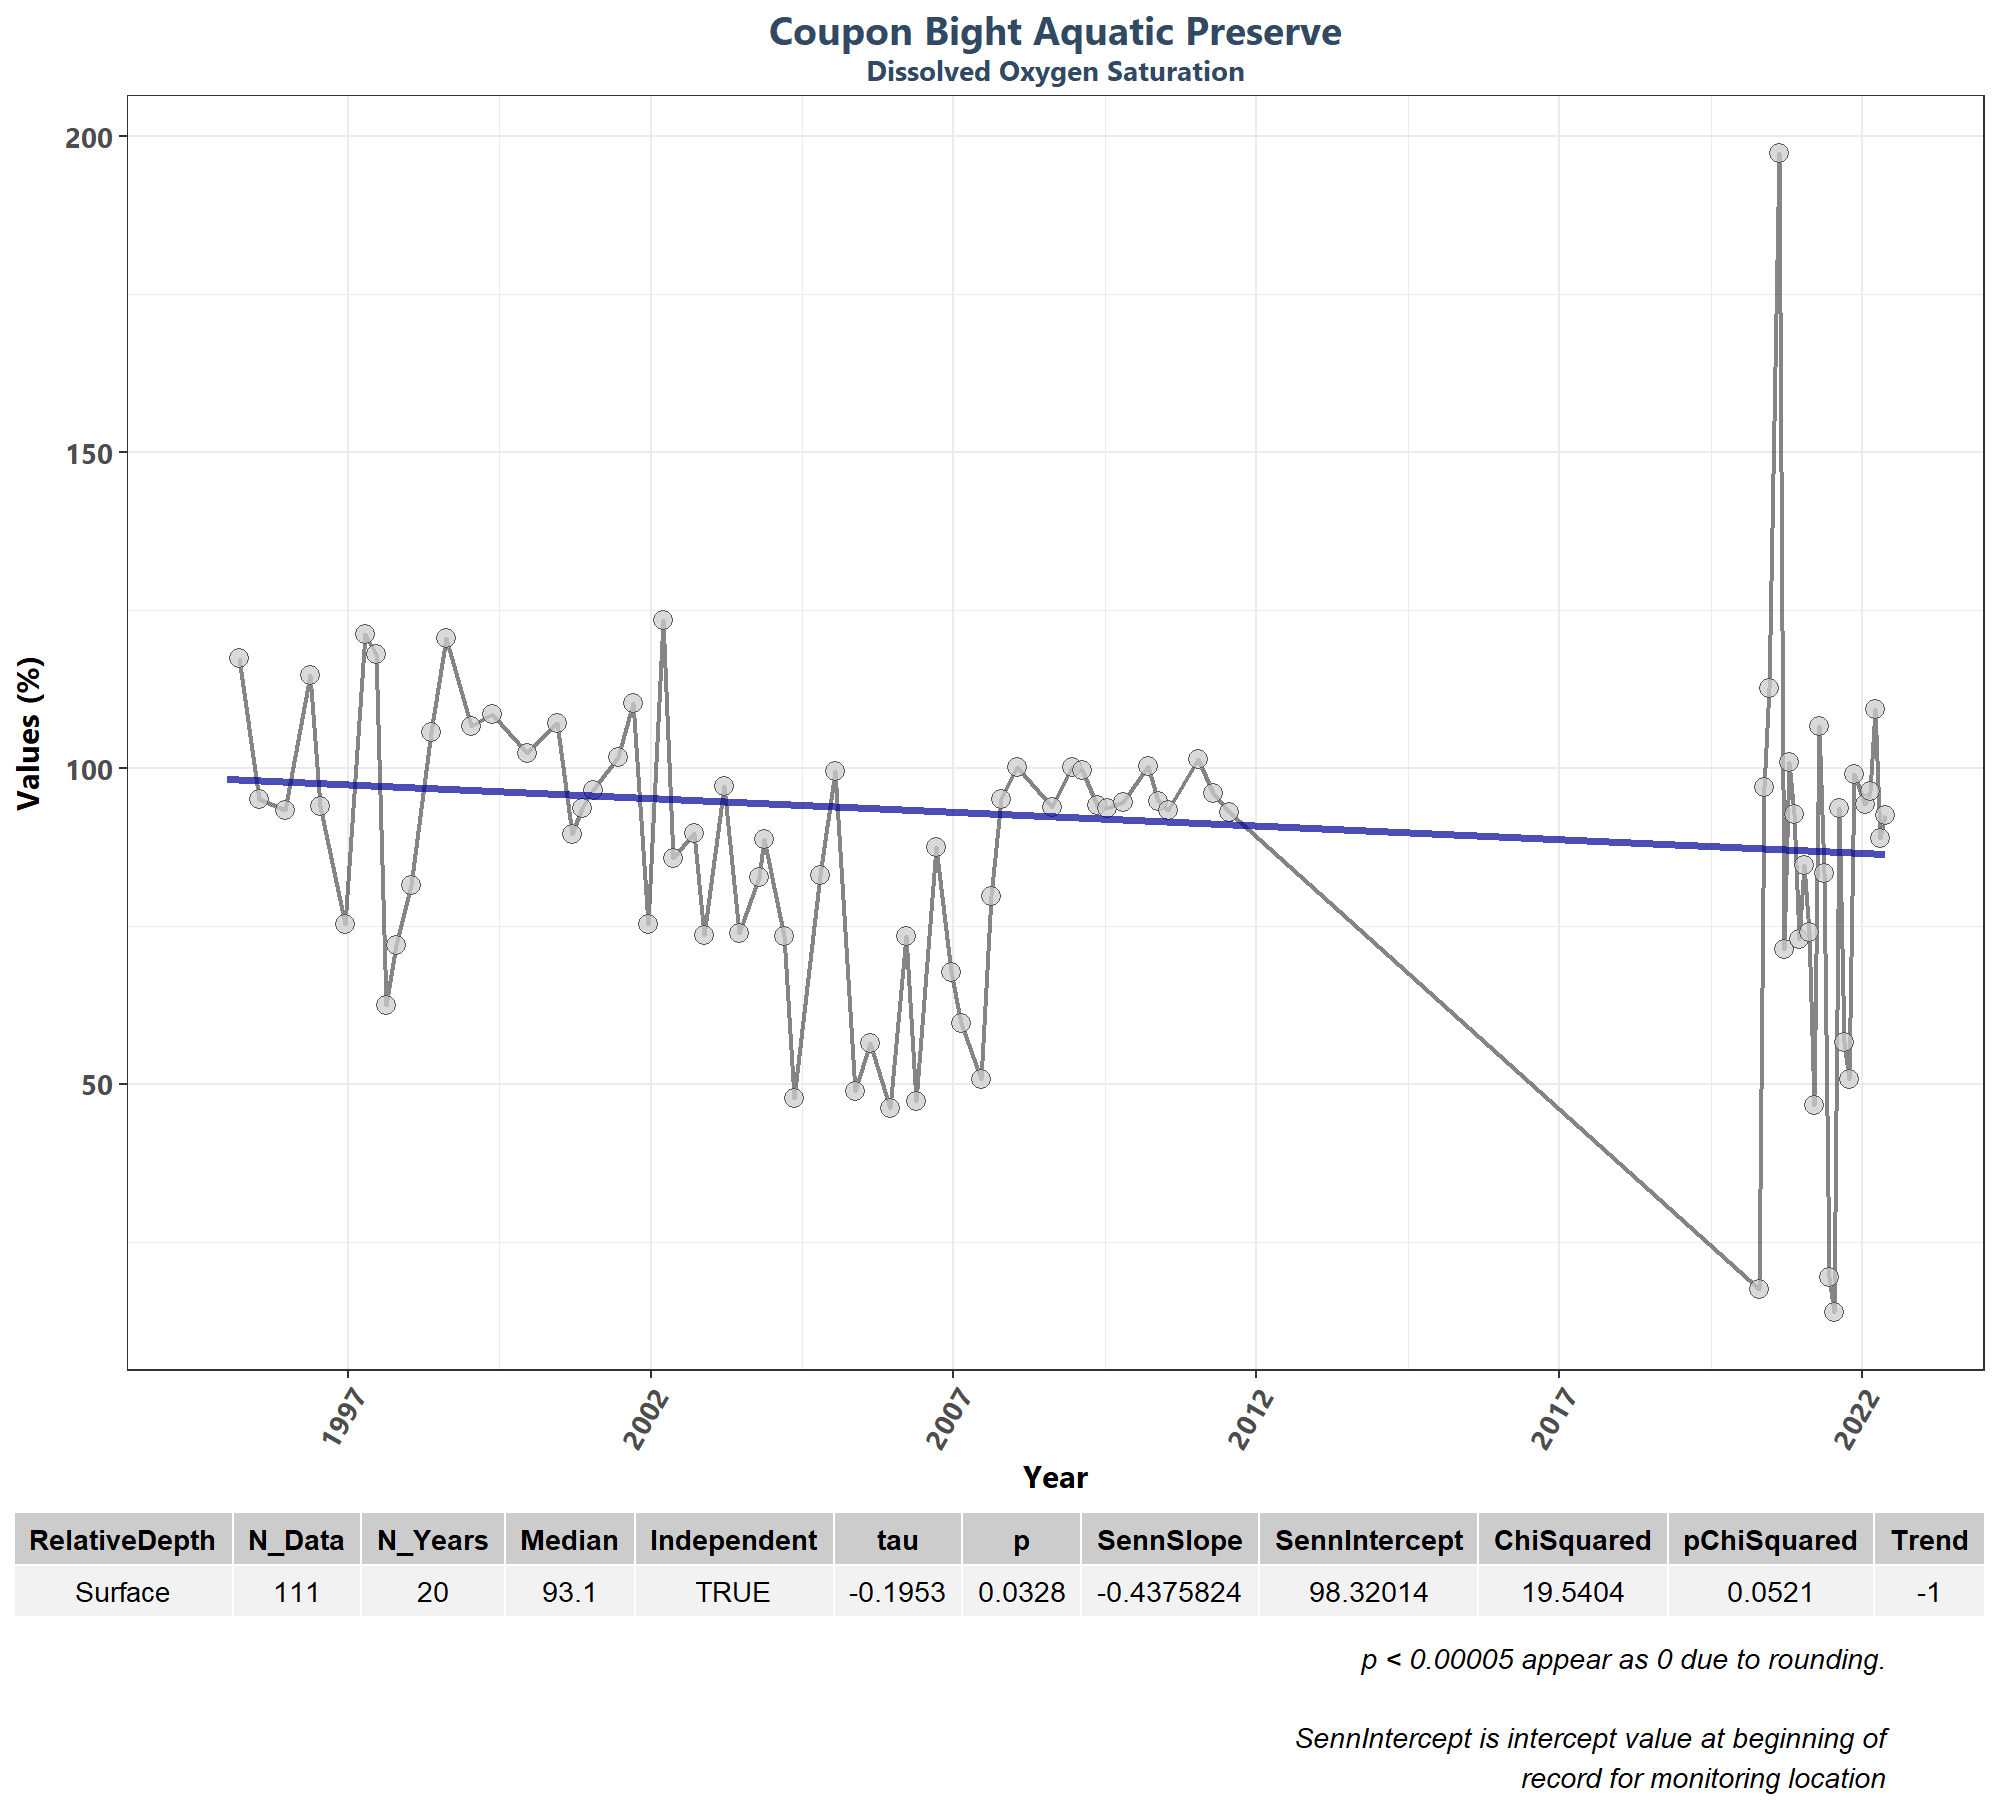 Coupon Bight Aquatic Preserve
Dissolved Oxygen Saturation
200
150
100
50
Values (%)
1997
2002
2007
2012
2017
2022
Year
RelativeDepth N_Data N_Years Median Independent tau p SennSlope SennIntercept ChiSquared pChiSquared Trend
Surface 111 20 93.1 TRUE -0.1953 0.0328 -0.4375824 98.32014 19.5404 0.0521 -1
p < 0.00005 appear as 0 due to rounding.
SennIntercept is intercept value at beginning of
record for monitoring location